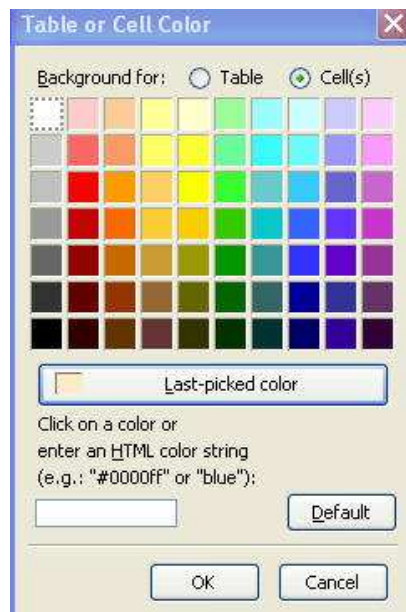 Table or Cell Color
Background for: Table Cell(s)
Last-picked color
Click on a color or
enter an HTML color string
(e.g.: "#0000ff" or "blue"):
Default
OK Cancel